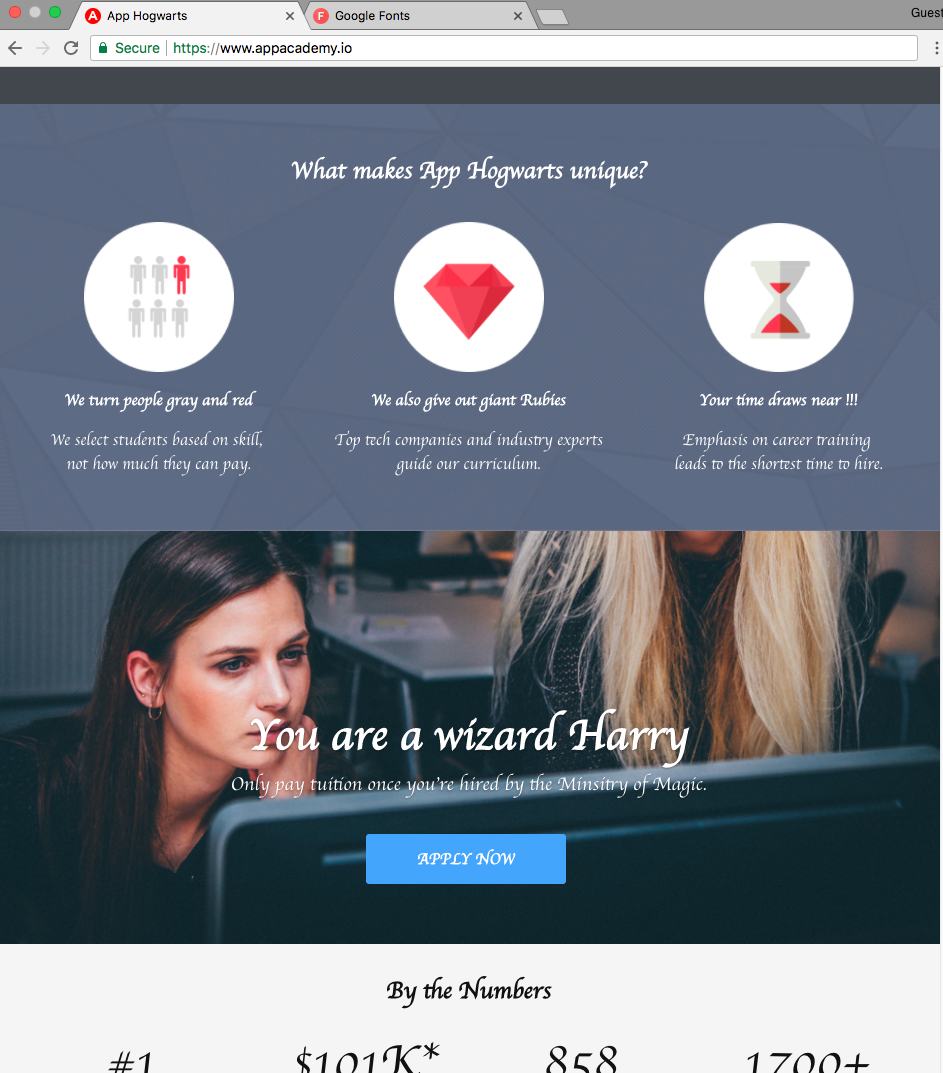 App Hogwarts
Google Fonts
Guest
Secure
https://www.appacademy.io
What makes App Hogwarts unique?
We turn people gray and red
We select students based on skill,
not how much they can pay.
We also give out giant Rubies
Top tech companies and industry experts
guide our curriculum.
Your time draws near !!!
Emphasis on career training
leads to the shortest time to hire.
You are a wizard Harry
Only pay tuition once you're hired by the Minsitry of Magic.
APPLY NOW
By the Numbers
#1
$101K*
858
1700+